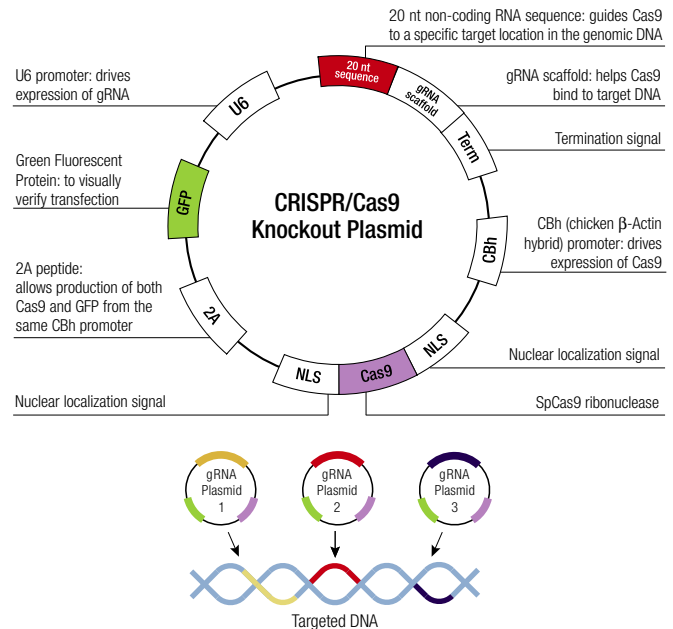 20 nt non-coding RNA sequence: guides Cas9
to a specific target location in the genomic DNA
U6 promoter: drives
expression of gRNA
gRNA scaffold: helps Cas9
bind to target DNA
Termination signal
Green Fluorescent
Protein: to visually
verify transfection
CBh (chicken β-Actin
hybrid) promoter: drives
expression of Cas9
2A peptide:
allows production of both
Cas9 and GFP from the
same CBh promoter
Nuclear localization signal
Nuclear localization signal
SpCas9 ribonuclease
20 nt
sequence
gRNA
scaffold
Term
CBh
NLS
Cas9
NLS
2A
GFP
U6
CRISPR/Cas9
Knockout Plasmid
gRNA
Plasmid
1
gRNA
Plasmid
2
gRNA
Plasmid
3
Targeted DNA